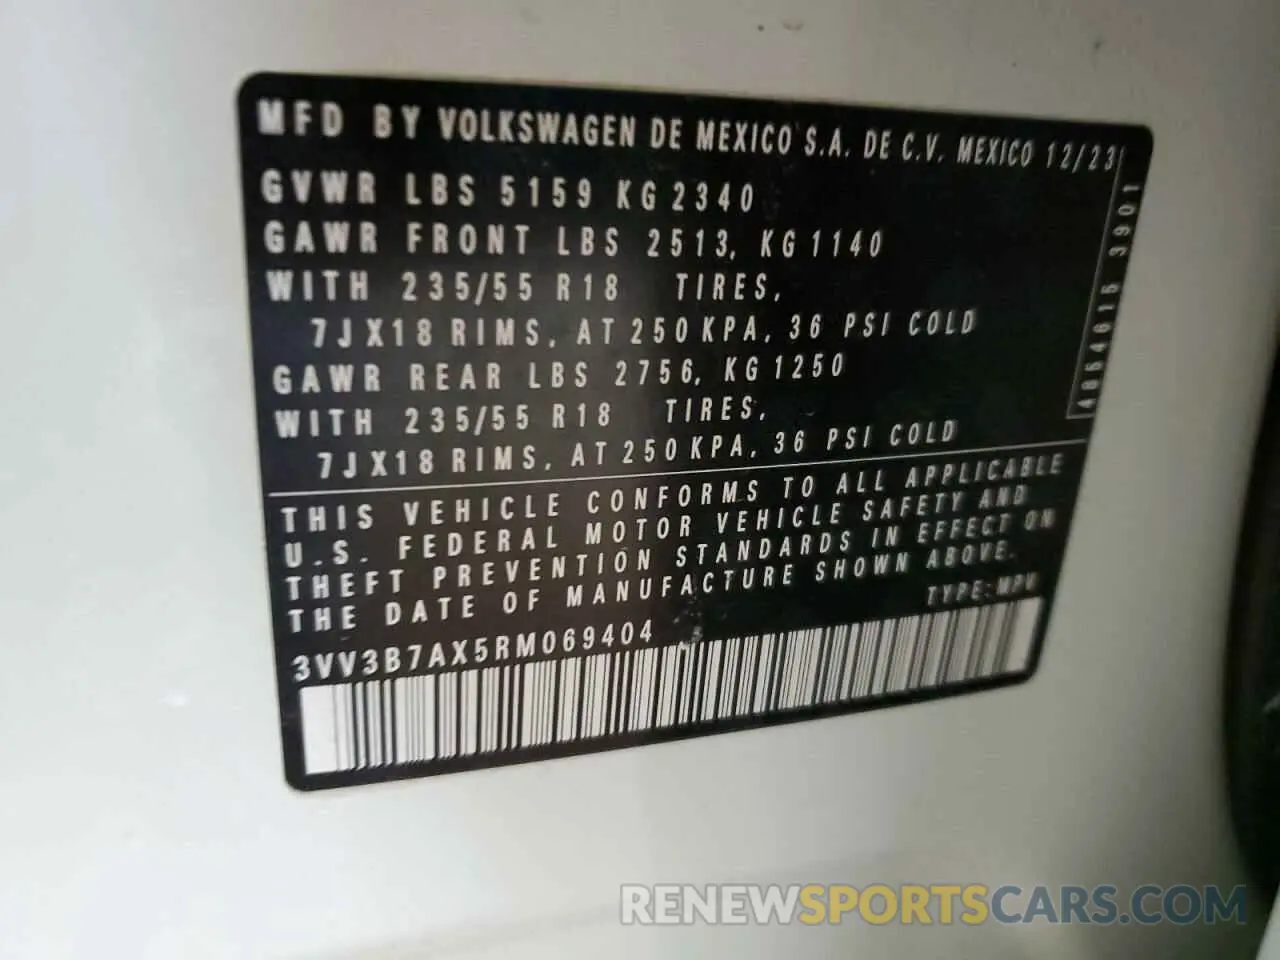 MFD BY VOLKSWAGEN DE MEXICO S.A. DE C.V. MEXICO 12/23
GVWR LBS 5159 KG 2340
GAWR FRONT LBS 2513, KG 1140
WITH 235/55 R18 TIRES,
7JX18 RIMS, AT 250 KPA, 36 PSI COLD
GAWR REAR LBS 2756, KG 1250
WITH 235/55 R18 TIRES,
7JX18 RIMS, AT 250 KPA, 36 PSI COLD
4854615 3901
THIS VEHICLE CONFORMS TO ALL APPLICABLE
U.S. FEDERAL MOTOR VEHICLE SAFETY AND
THEFT PREVENTION STANDARDS IN EFFECT ON
THE DATE OF MANUFACTURE SHOWN ABOVE.
TYPE: MPV
3VV3B7AX5RM069404
RENEWSPORTSCARS.COM